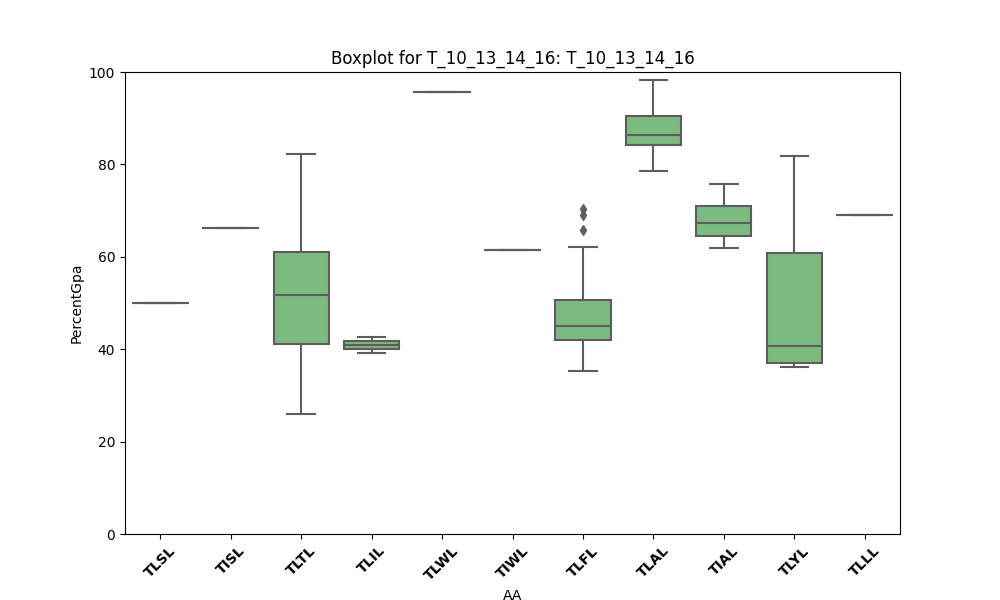 Boxplot for T_10_13_14_16: T_10_13_14_16
100
80
60
40
20
0
PercentGpa
TLSL TISL TLTL TLIL TLWL TIWL TLFL TLAL TIAL TLYL TLLL
AA